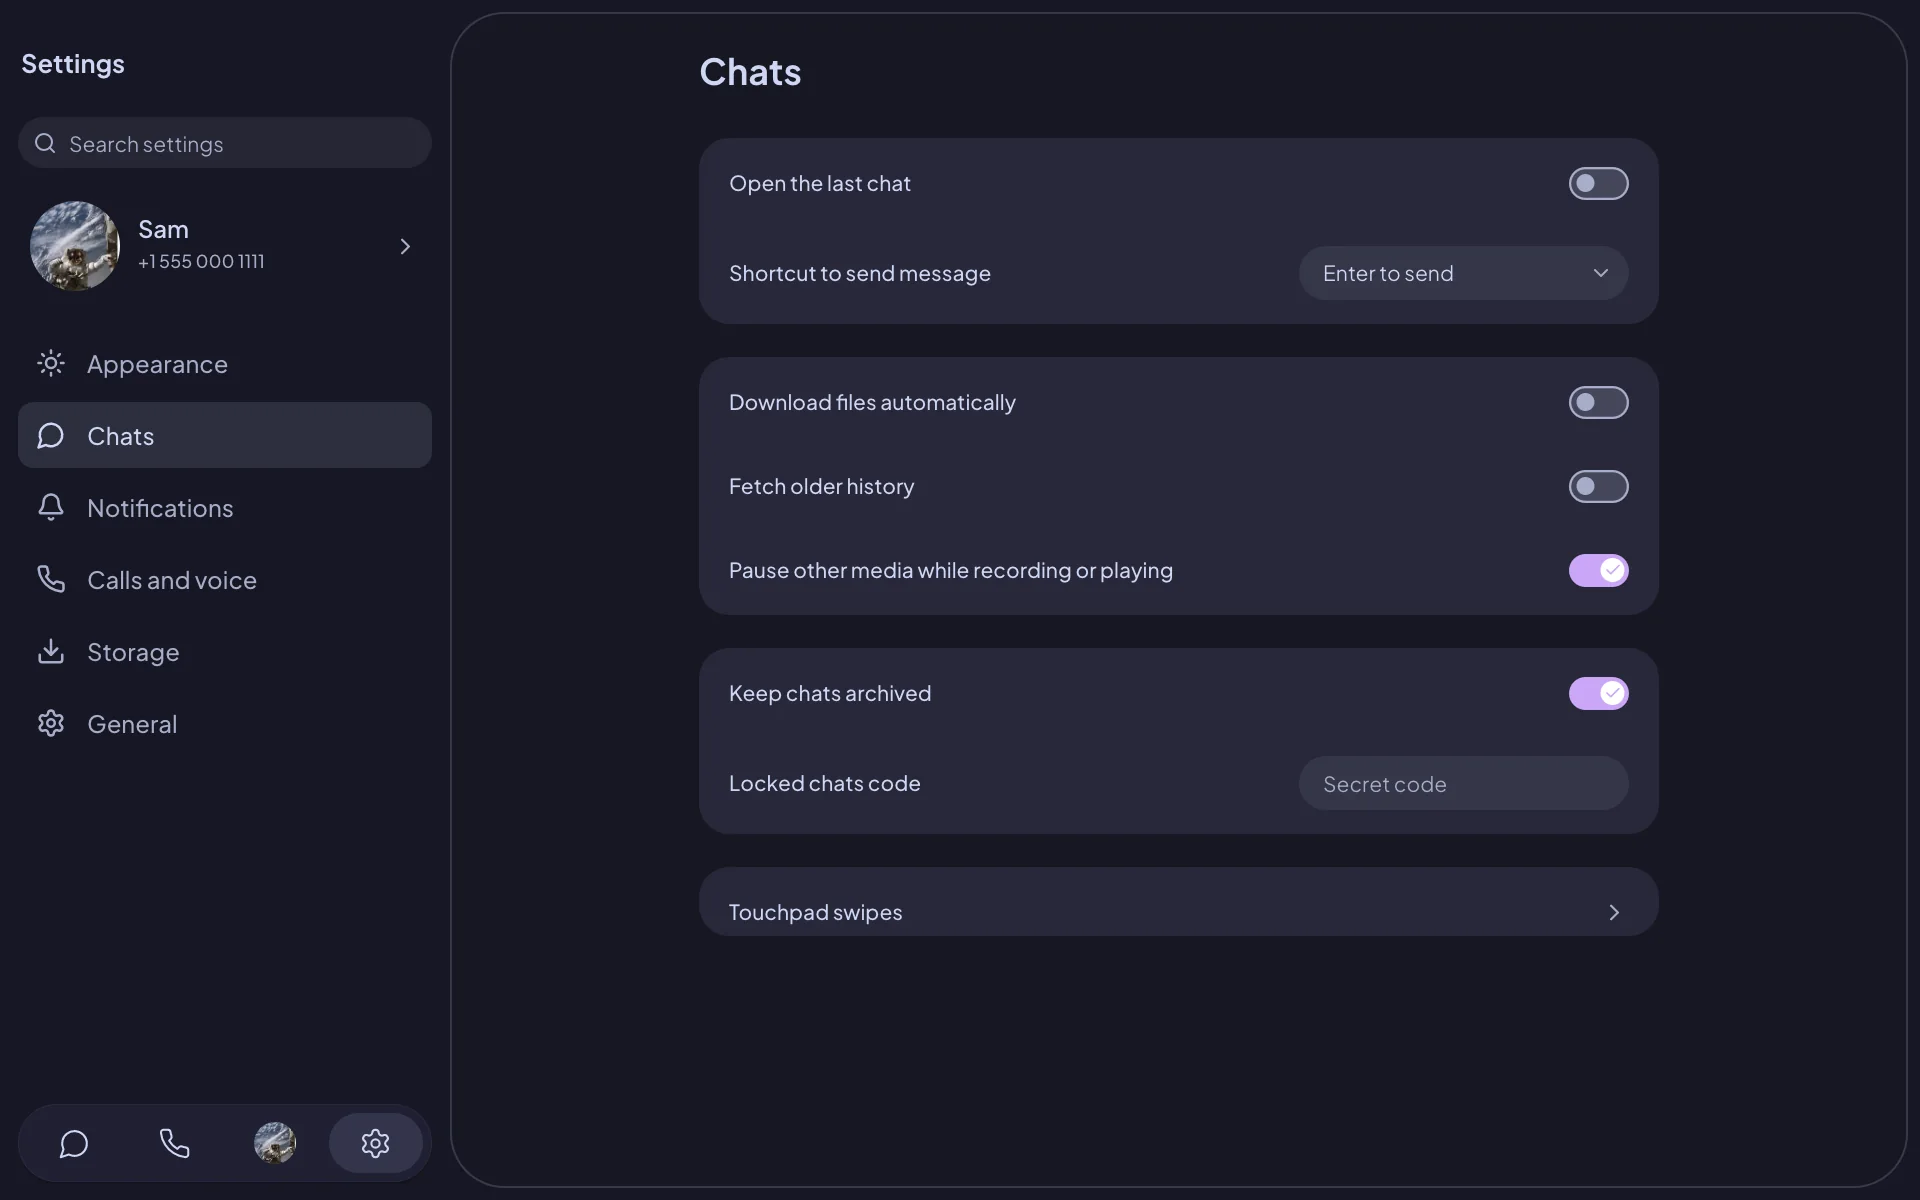 Settings
Search settings
Sam
+1 555 000 1111
Appearance
Chats
Notifications
Calls and voice
Storage
General
Chats
Open the last chat
Shortcut to send message
Enter to send
Download files automatically
Fetch older history
Pause other media while recording or playing
Keep chats archived
Locked chats code
Secret code
Touchpad swipes